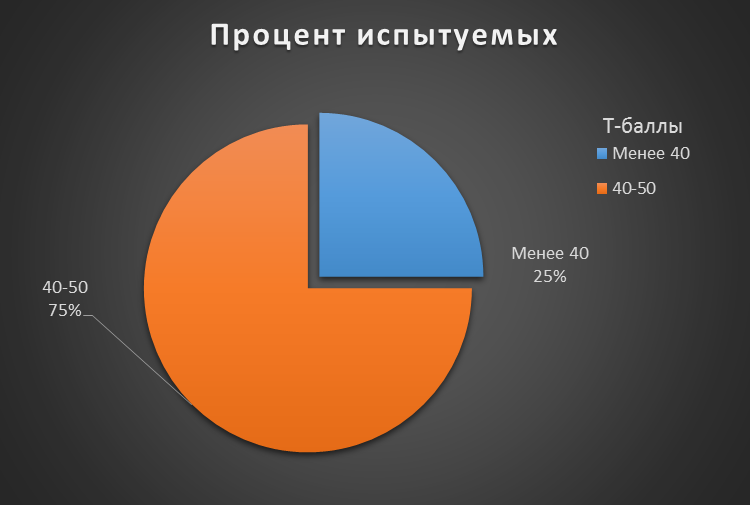 Процент испытуемых
Т-баллы
Менее 40
40-50
Менее 40
25%
40-50
75%